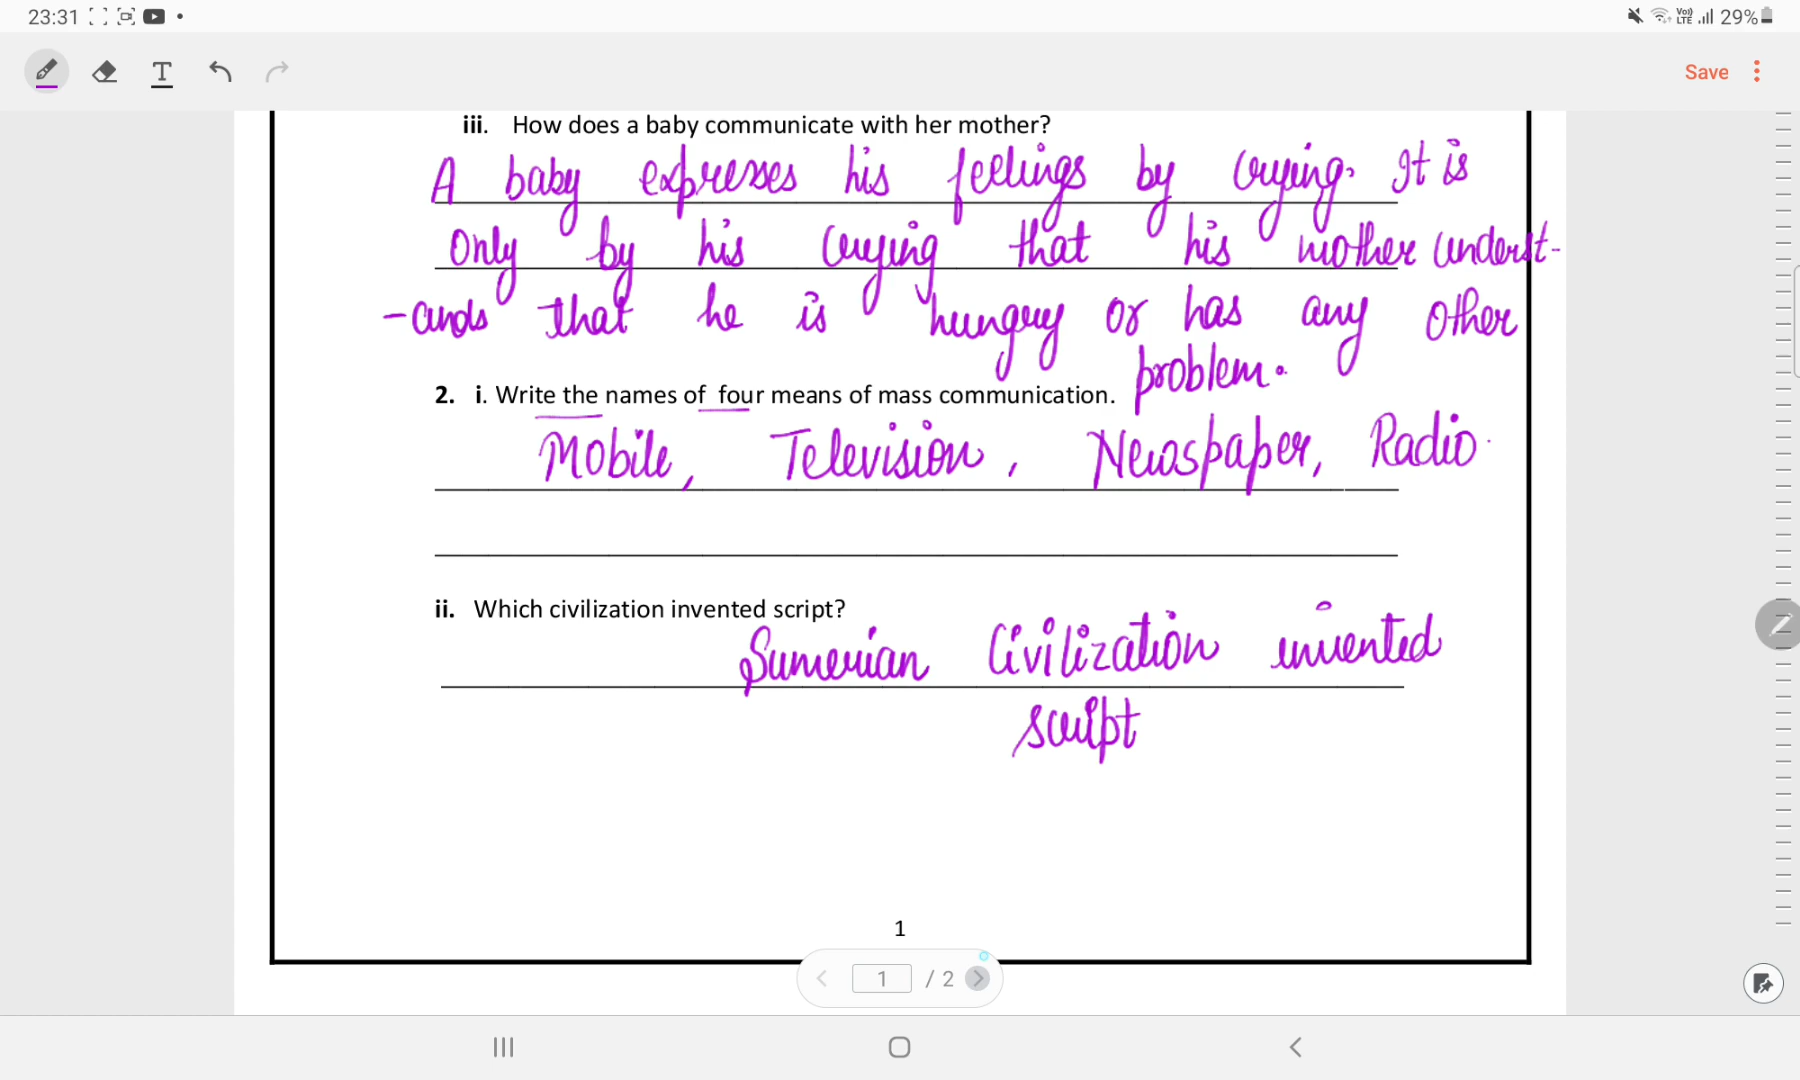 23:31
29%
Save
iii. How does a baby communicate with her mother?
A baby expresses his feelings by crying. It is
only by his crying that his mother underst-
-ands that he is hungry or has any other
problem.
2. i. Write the names of four means of mass communication.
Mobile, Television, Newspaper, Radio.
ii. Which civilization invented script?
Sumerian Civilization invented
script
1
1 / 2